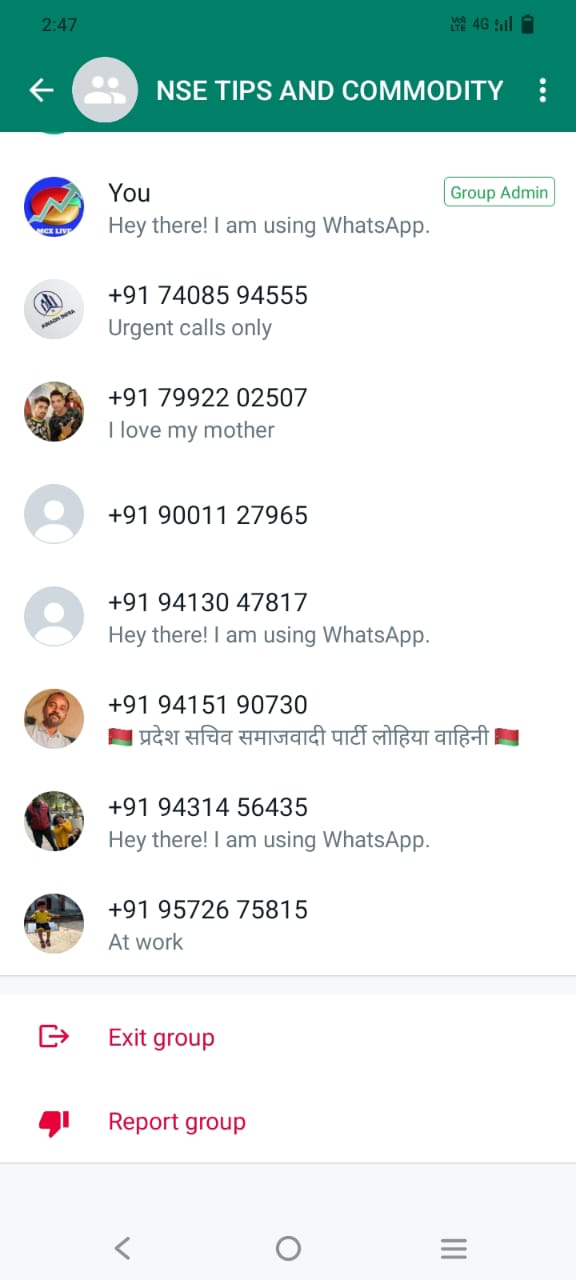 2:47
Vo)) LTE 4G
NSE TIPS AND COMMODITY
MCX LIVE
You
Group Admin
Hey there! I am using WhatsApp.
+91 74085 94555
Urgent calls only
+91 79922 02507
I love my mother
+91 90011 27965
+91 94130 47817
Hey there! I am using WhatsApp.
+91 94151 90730
प्रदेश सचिव समाजवादी पार्टी लोहिया वाहिनी
+91 94314 56435
Hey there! I am using WhatsApp.
+91 95726 75815
At work
Exit group
Report group